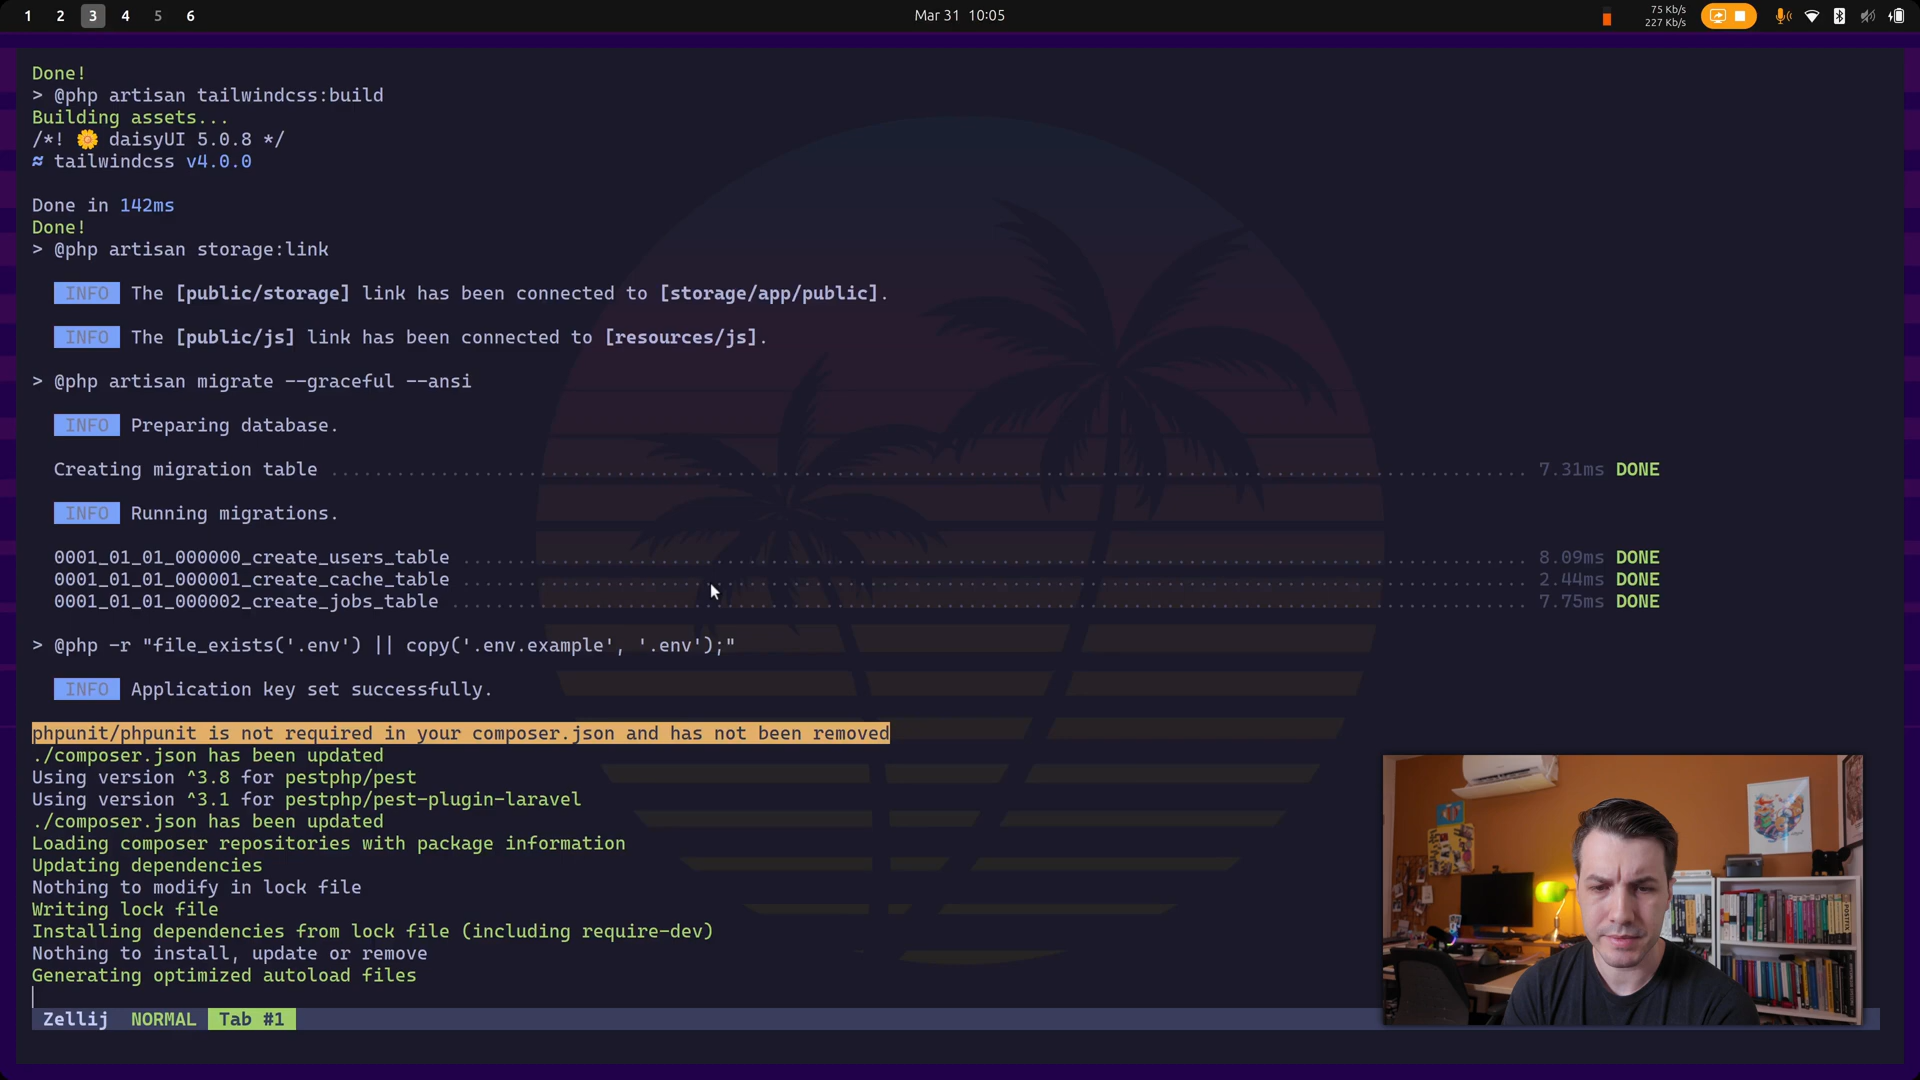 1 2 3 4 5 6
Mar 31 10:05
75 Kb/s
227 Kb/s
Done!
> @php artisan tailwindcss:build
Building assets...
/*! 🌼 daisyUI 5.0.8 */
≈ tailwindcss v4.0.0
Done in 142ms
Done!
> @php artisan storage:link
INFO The [public/storage] link has been connected to [storage/app/public].
INFO The [public/js] link has been connected to [resources/js].
> @php artisan migrate --graceful --ansi
INFO Preparing database.
Creating migration table ........ 7.31ms DONE
INFO Running migrations.
0001_01_01_000000_create_users_table ........ 8.09ms DONE
0001_01_01_000001_create_cache_table ........ 2.44ms DONE
0001_01_01_000002_create_jobs_table ........ 7.75ms DONE
> @php -r "file_exists('.env') || copy('.env.example', '.env');"
INFO Application key set successfully.
phpunit/phpunit is not required in your composer.json and has not been removed
./composer.json has been updated
Using version ^3.8 for pestphp/pest
Using version ^3.1 for pestphp/pest-plugin-laravel
./composer.json has been updated
Loading composer repositories with package information
Updating dependencies
Nothing to modify in lock file
Writing lock file
Installing dependencies from lock file (including require-dev)
Nothing to install, update or remove
Generating optimized autoload files
Zellij NORMAL Tab #1